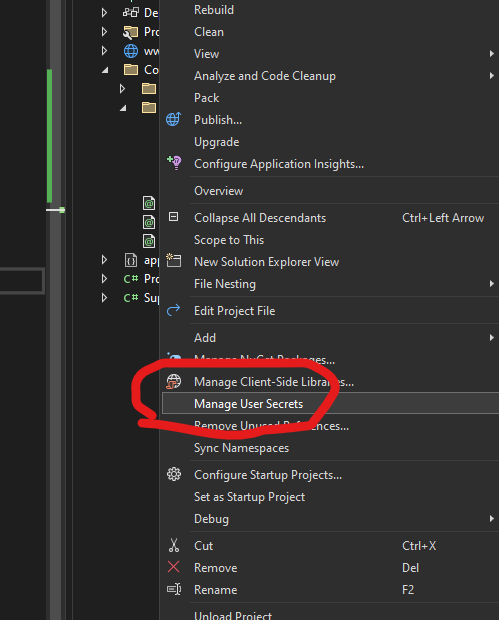 De
Rebuild
Pro
Clean
ww
View
Co
Analyze and Code Cleanup
Pack
Publish...
Upgrade
Configure Application Insights...
Overview
Collapse All Descendants Ctrl+Left Arrow
Scope to This
app
New Solution Explorer View
C# Pro
File Nesting
C# Sup
Edit Project File
Add
Manage NuGet Packages...
Manage Client-Side Libraries...
Manage User Secrets
Remove Unused References...
Sync Namespaces
Configure Startup Projects...
Set as Startup Project
Debug
Cut Ctrl+X
Remove Del
Rename F2
Unload Project